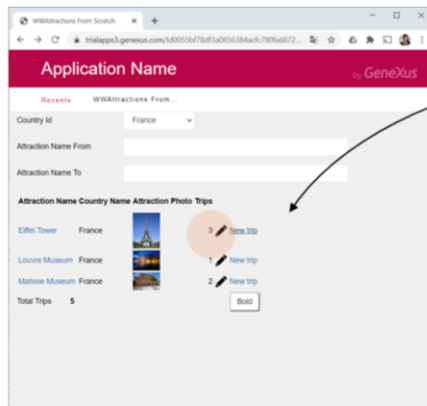 WWAttractions From Scratch
trialapps3.genexus.com/Id0055bf78df3a0856384acfc780fa6872...
Application Name
by GeneXus
Recents WWAttractions From...
Country Id France
Attraction Name From
Attraction Name To
Attraction Name Country Name Attraction Photo Trips
Eiffel Tower France 3 New trip
Louvre Museum France 1 New trip
Matisse Museum France 2 New trip
Total Trips 5 Bold